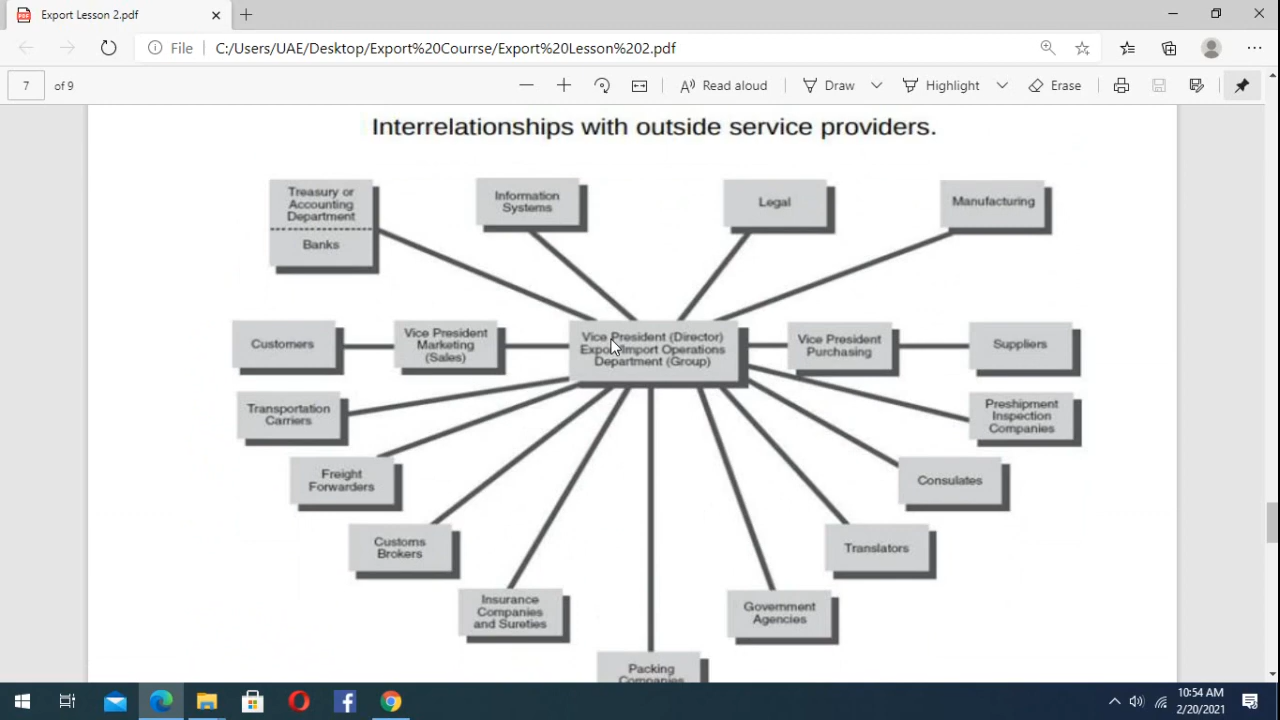 Export Lesson 2.pdf
File
C:/Users/UAE/Desktop/Export%20Courrse/Export%20Lesson%202.pdf
7
of 9
Read aloud
Draw
Highlight
Erase
Interrelationships with outside service providers.
Treasury or
Accounting
Department
Banks
Information
Systems
Legal
Manufacturing
Customers
Vice President
Marketing
(Sales)
Vice President (Director)
Export/Import Operations
Department (Group)
Vice President
Purchasing
Suppliers
Transportation
Carriers
Preshipment
Inspection
Companies
Freight
Forwarders
Consulates
Customs
Brokers
Translators
Insurance
Companies
and Sureties
Government
Agencies
Packing
Companies
10:54 AM
2/20/2021